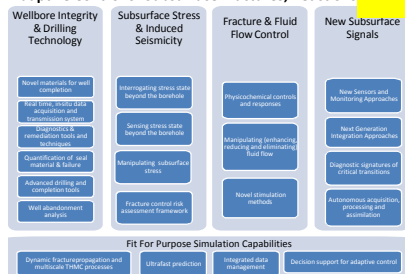 Wellbore Integrity
& Drilling
Technology
Novel materials for well
completion
Real time, insitu data
acquisition and
transmission system
Diagnostics &
remediation tools and
techniques
Quantification of seal
material & failure
Advanced drilling and
completion tools
Well abandonment
analysis
Subsurface Stress
& Induced
Seismicity
Interrogating stress state
beyond the borehole
Sensing stress state
beyond the borehole
Manipulating subsurface
stress
Fracture control risk
assessment framework
Fracture & Fluid
Flow Control
Physicochemical controls
and responses
Manipulating (enhancing,
reducing and eliminating)
fluid flow
Novel stimulation
methods
New Subsurface
Signals
New Sensors and
Monitoring Approaches
Next Generation
Integration Approaches
Diagnostic signatures of
critical transitions
Autonomous acquisition,
processing and
assimilation
Fit For Purpose Simulation Capabilities
Dynamic fracturepropagation and
multiscale THMC processes
Ultrafast prediction
Integrated data
management
Decision support for adaptive control